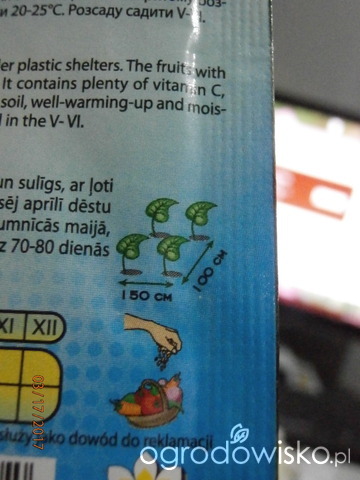 и 20-25°C. Розсаду садити V-VI.
er plastic shelters. The fruits with
It contains plenty of vitamin C,
soil, well-warming-up and mois-
l in the V- VI.
un sulīgs, ar ļoti
sēj aprīlī dēstu
umnīcās maijā,
z 70-80 dienās
150 CM
100 CM
XI XII
03/17/2017
służy jako dowód do reklamacji
ogrodowisko.pl